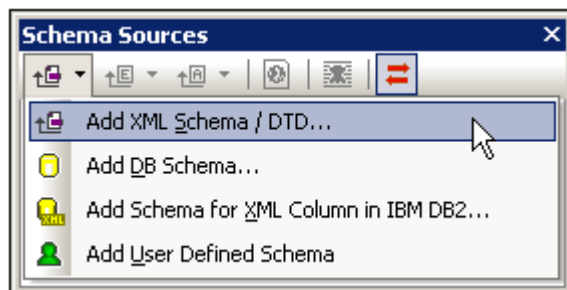 Schema Sources
E
A
Add XML Schema / DTD...
Add DB Schema...
XML
Add Schema for XML Column in IBM DB2...
Add User Defined Schema